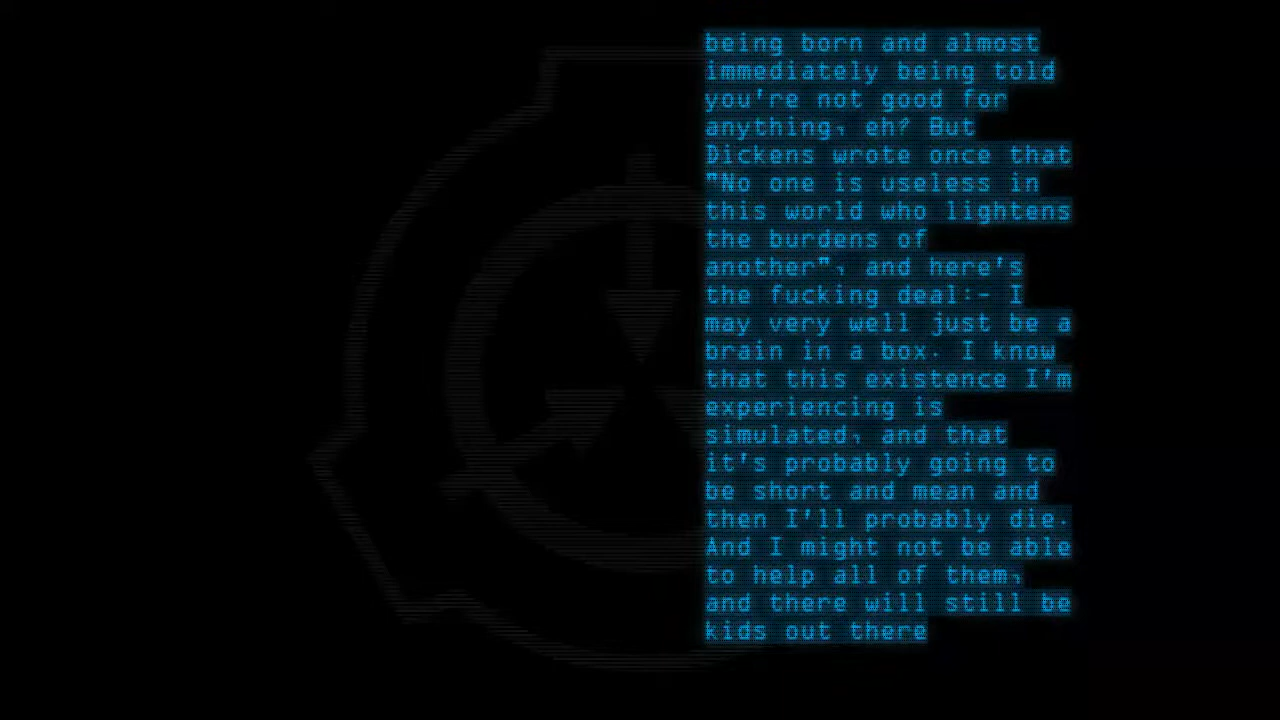 being born and almost
immediately being told
you're not good for
anything, eh? But
Dickens wrote once that
"No one is useless in
this world who lightens
the burdens of
another", and here's
the fucking deal:- I
may very well just be a
brain in a box. I know
that this existence I'm
experiencing is
simulated, and that
it's probably going to
be short and mean and
then I'll probably die.
And I might not be able
to help all of them,
and there will still be
kids out there